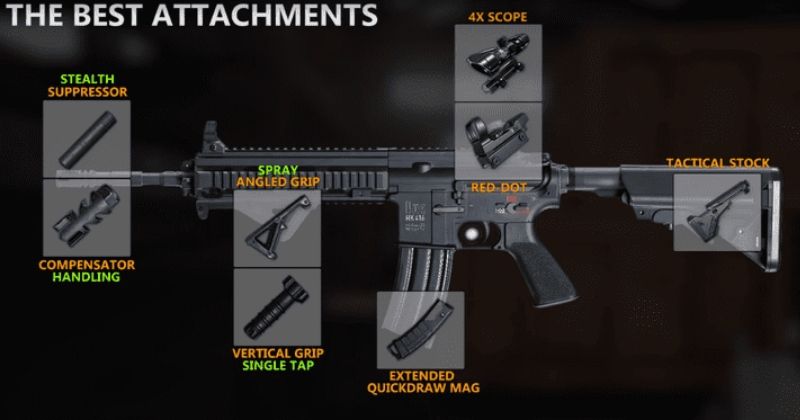 THE BEST ATTACHMENTS
4X SCOPE
STEALTH
SUPPRESSOR
SPRAY
ANGLED GRIP
RED-DOT
TACTICAL STOCK
HK416
COMPENSATOR
HANDLING
VERTICAL GRIP
SINGLE TAP
EXTENDED
QUICKDRAW MAG